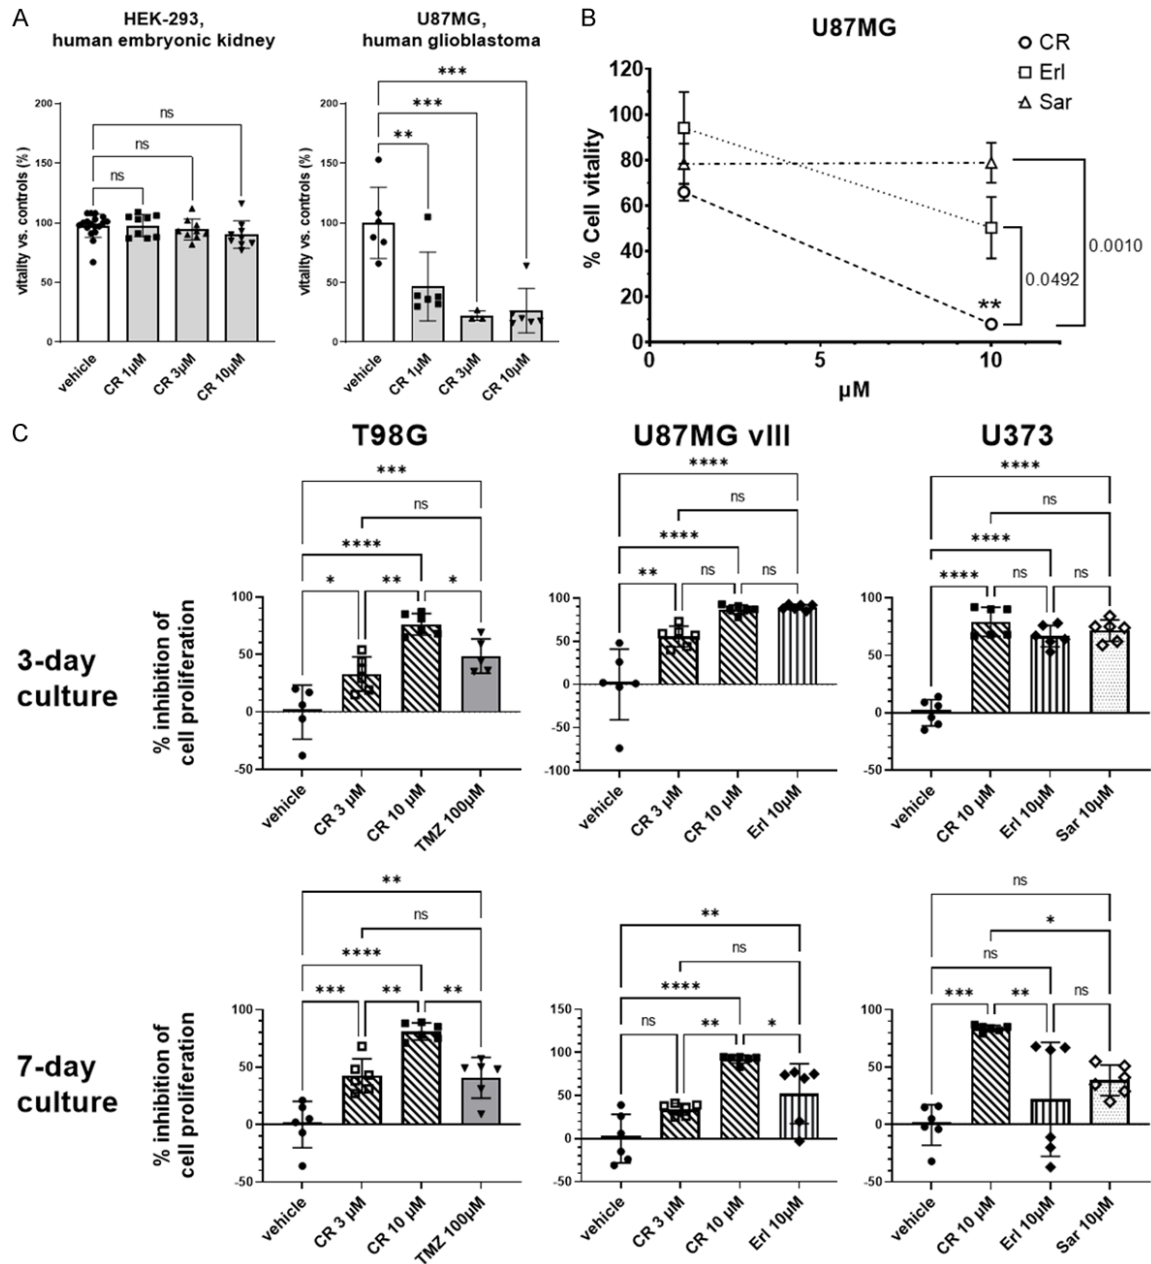 A
HEK-293,
human embryonic kidney
vitality vs. controls (%)
200
150
100
50
0
ns
ns
ns
vehicle
CR 1µM
CR 3µM
CR 10µM
U87MG,
human glioblastoma
vitality vs. controls (%)
200
150
100
50
0
***
***
**
vehicle
CR 1µM
CR 3µM
CR 10µM
B
U87MG
CR
Erl
Sar
% Cell vitality
120
100
80
60
40
20
0
0
5
10
µM
**
0.0492
0.0010
C
T98G
U87MG vIII
U373
3-day
culture
% inhibition of
cell proliferation
100
50
0
-50
***
ns
****
*
**
*
vehicle
CR 3 µM
CR 10 µM
TMZ 100µM
100
50
0
-50
-100
****
ns
****
**
ns
ns
vehicle
CR 3 µM
CR 10 µM
Erl 10µM
100
50
0
-50
****
ns
****
****
ns
ns
vehicle
CR 10 µM
Erl 10µM
Sar 10µM
7-day
culture
% inhibition of
cell proliferation
100
50
0
-50
**
ns
****
***
**
**
vehicle
CR 3 µM
CR 10 µM
TMZ 100µM
150
100
50
0
-50
**
ns
****
ns
**
*
vehicle
CR 3 µM
CR 10 µM
Erl 10µM
100
50
0
-50
ns
*
ns
***
**
ns
vehicle
CR 10 µM
Erl 10µM
Sar 10µM